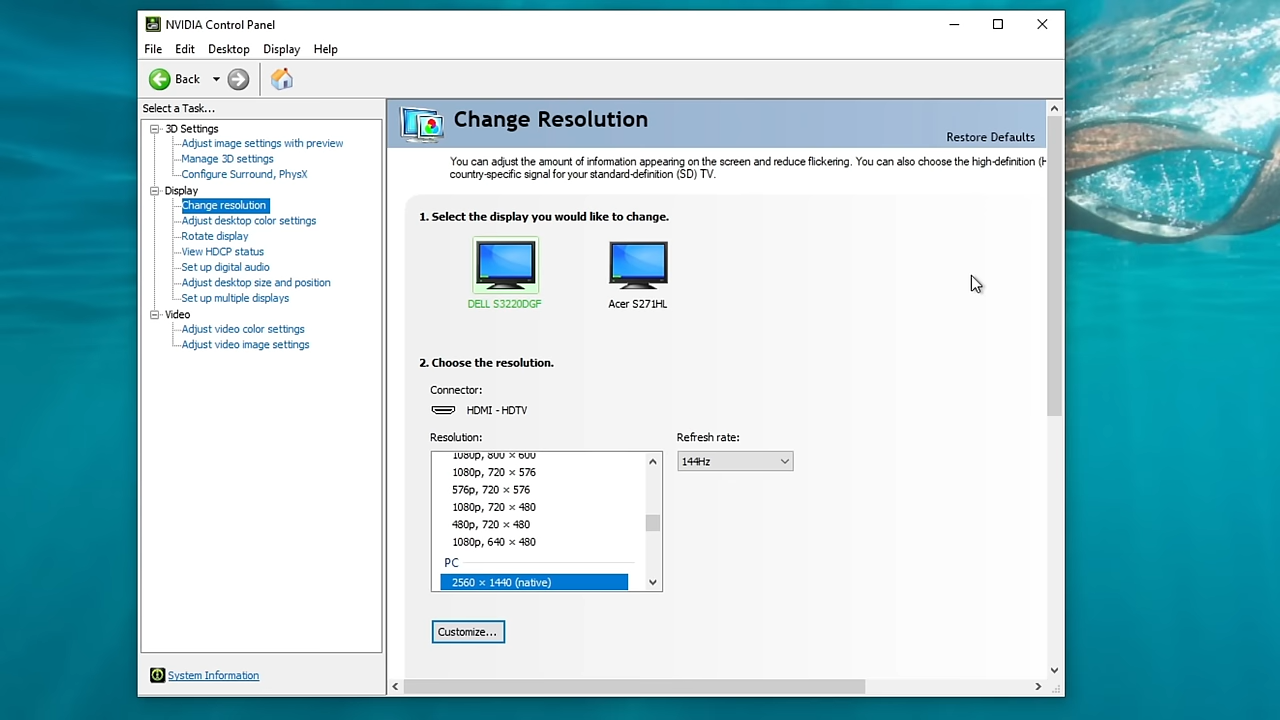 NVIDIA Control Panel
File Edit Desktop Display Help
Back
Select a Task...
3D Settings
Adjust image settings with preview
Manage 3D settings
Configure Surround, PhysX
Display
Change resolution
Adjust desktop color settings
Rotate display
View HDCP status
Set up digital audio
Adjust desktop size and position
Set up multiple displays
Video
Adjust video color settings
Adjust video image settings
System Information
Change Resolution
Restore Defaults
You can adjust the amount of information appearing on the screen and reduce flickering. You can also choose the high-definition (H
country-specific signal for your standard-definition (SD) TV.
1. Select the display you would like to change.
DELL S3220DGF
Acer S271HL
2. Choose the resolution.
Connector:
HDMI - HDTV
Resolution:
1080p, 800 × 600
1080p, 720 × 576
576p, 720 × 576
1080p, 720 × 480
480p, 720 × 480
1080p, 640 × 480
PC
2560 × 1440 (native)
Refresh rate:
144Hz
Customize...